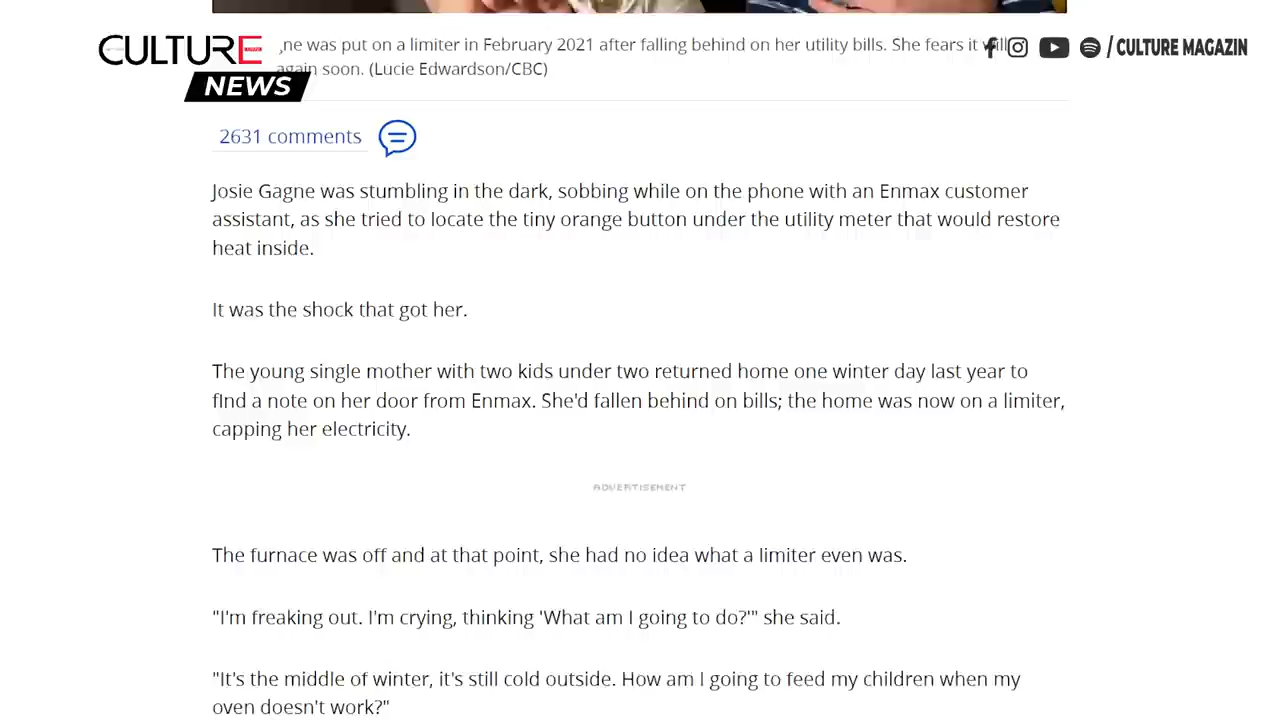 CULTURE
NEWS
ne was put on a limiter in February 2021 after falling behind on her utility bills. She fears it will
again soon. (Lucie Edwardson/CBC)
/ CULTURE MAGAZIN
2631 comments
Josie Gagne was stumbling in the dark, sobbing while on the phone with an Enmax customer
assistant, as she tried to locate the tiny orange button under the utility meter that would restore
heat inside.
It was the shock that got her.
The young single mother with two kids under two returned home one winter day last year to
find a note on her door from Enmax. She'd fallen behind on bills; the home was now on a limiter,
capping her electricity.
ADVERTISEMENT
The furnace was off and at that point, she had no idea what a limiter even was.
"I'm freaking out. I'm crying, thinking 'What am I going to do?'" she said.
"It's the middle of winter, it's still cold outside. How am I going to feed my children when my
oven doesn't work?"